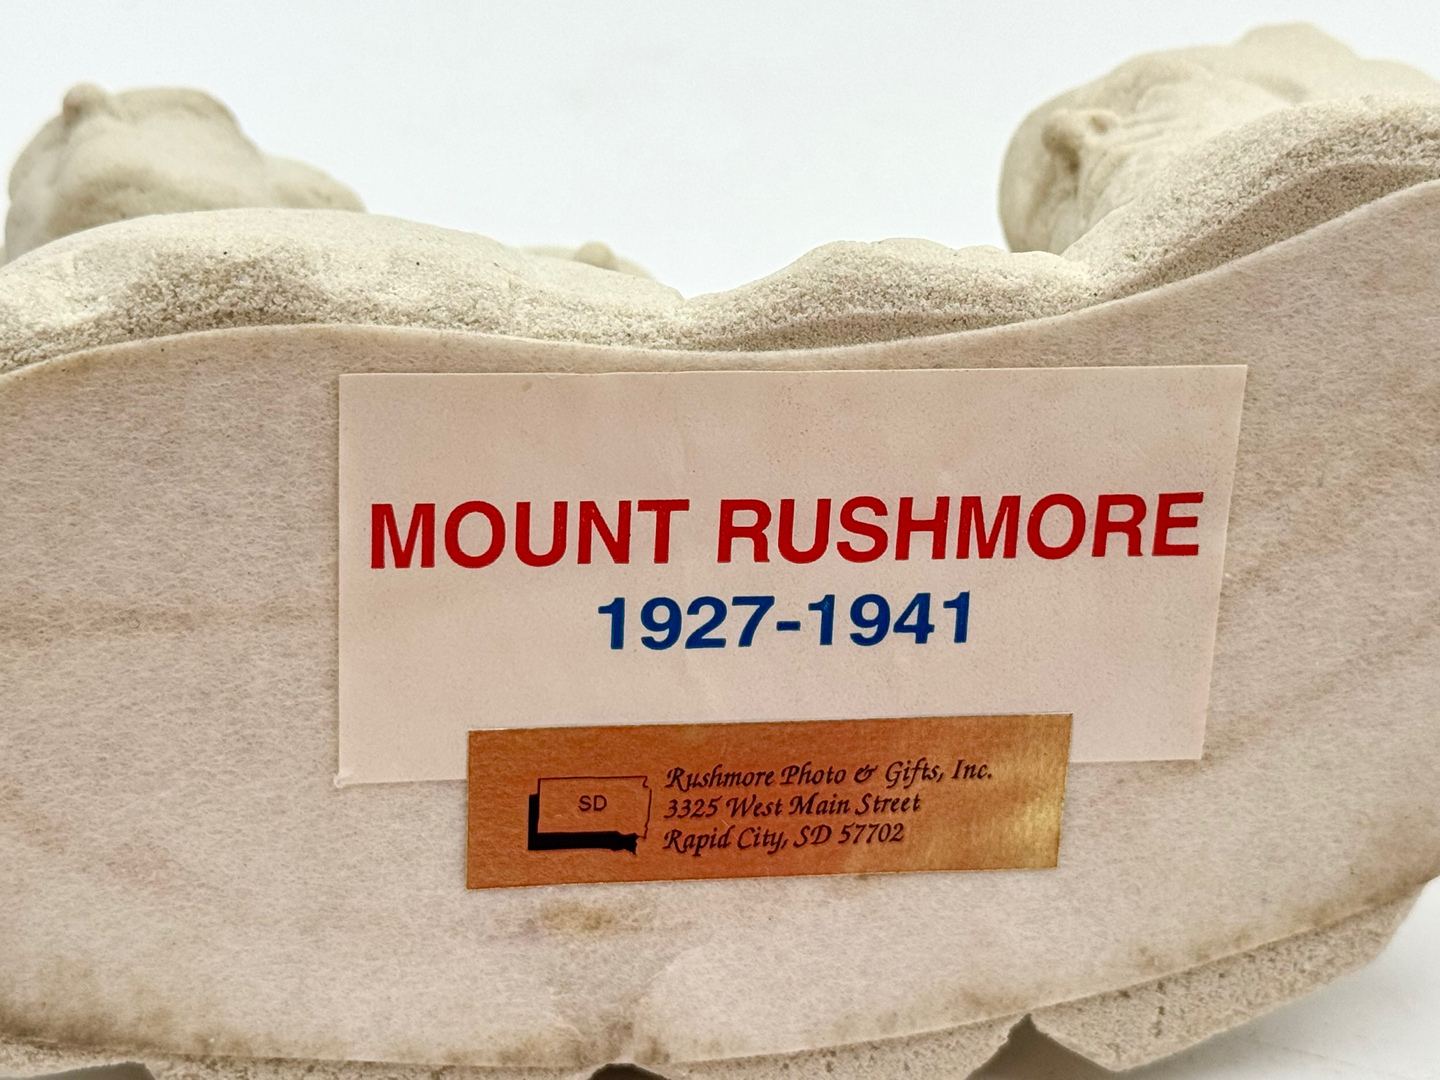 MOUNT RUSHMORE
1927-1941
SD
Rushmore Photo & Gifts, Inc.
3325 West Main Street
Rapid City, SD 57702